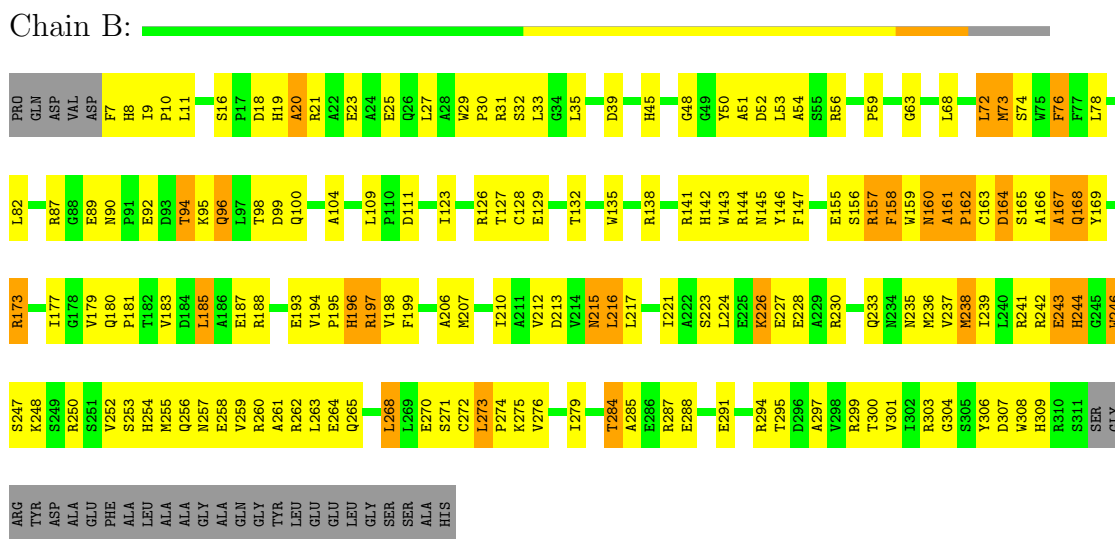 Chain B:
PRO GLN ASP VAL ASP F7 H8 I9 P10 L11 S16 P17 D18 H19 A20 R21 A22 E23 A24 E25 Q26 L27 A28 W29 P30 R31 S32 L33 G34 L35 D39 H45 G48 G49 Y50 A51 D52 L53 A54 S55 R56 P59 G63 L68 L72 M73 S74 W75 F76 F77 L78
L82 R87 G88 E89 N90 P91 E92 D93 T94 K95 Q96 L97 T98 D99 Q100 A104 L109 P110 D111 I123 R126 T127 C128 E129 T132 W135 R138 R141 H142 W143 R144 N145 Y146 F147 E155 S156 R157 F158 W159 N160 A161 P162 C163 D164 S165 A166 A167 Q168 Y169
R173 I177 G178 V179 Q180 P181 T182 V183 D184 L185 A186 E187 R188 E193 V194 P195 H196 R197 V198 F199 A206 M207 I210 A211 V212 D213 V214 N215 L216 L217 I221 A222 S223 L224 E225 K226 E227 E228 A229 R230 Q233 N234 N235 M236 V237 M238 I239 L240 R241 R242 E243 H244 G245 W246
S247 K248 S249 R250 S251 V252 S253 H254 M255 Q256 N257 E258 V259 R260 A261 R262 L263 E264 Q265 L268 L269 E270 S271 C272 L273 P274 K275 V276 I279 T284 A285 E286 R287 E288 E291 R294 T295 D296 A297 V298 R299 T300 V301 I302 R303 G304 S305 Y306 D307 W308 H309 R310 S311 SER GLY
ARG TYR ASP ALA GLU PHE ALA LEU ALA ALA GLY ALA GLN GLY TYR LEU GLU GLU LEU GLY SER SER ALA HIS